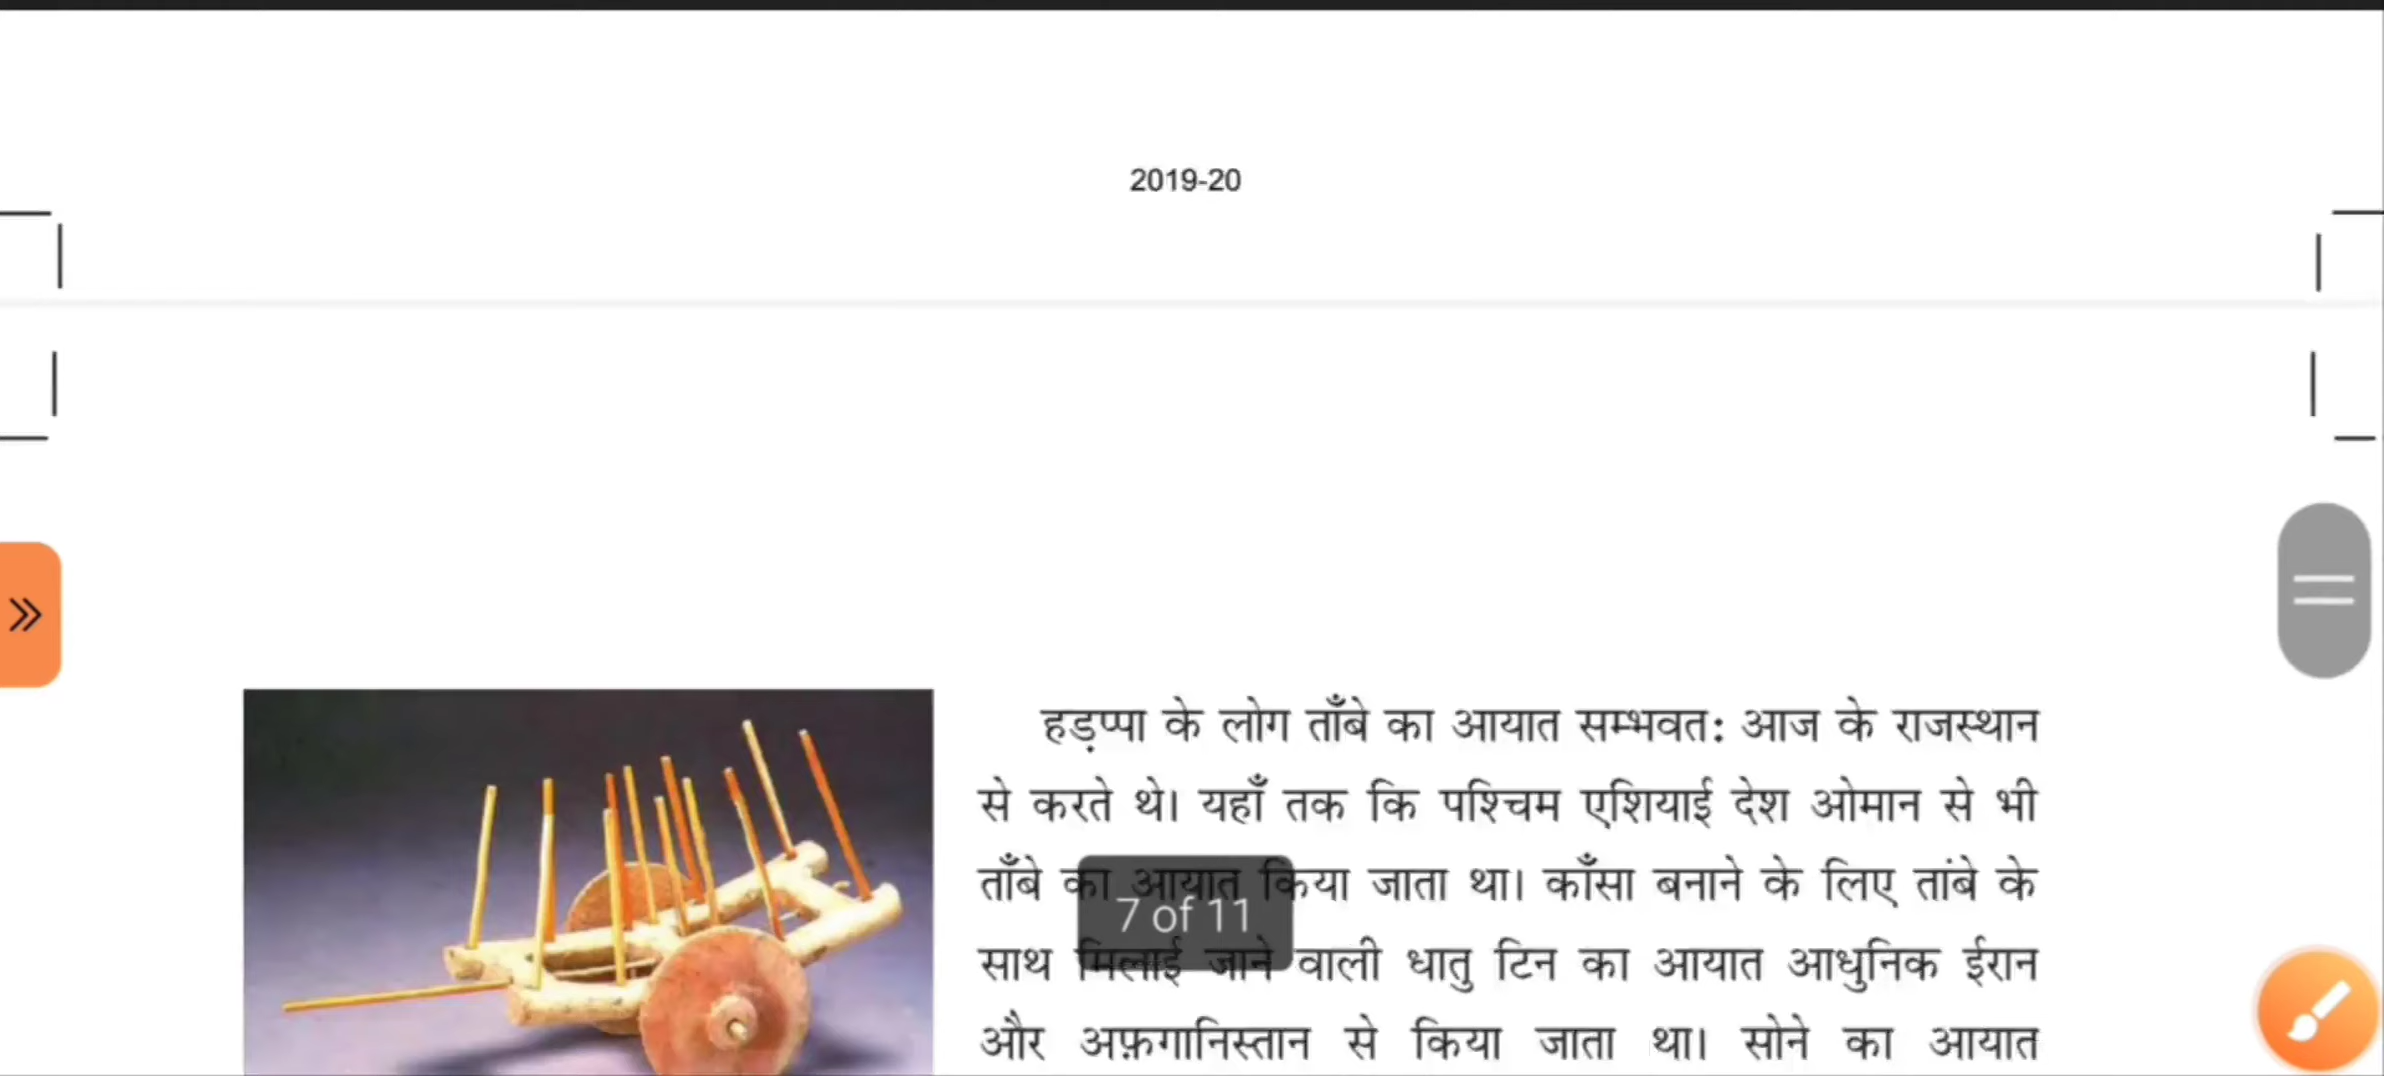 2019-20
हड़प्पा के लोग ताँबे का आयात सम्भवत: आज के राजस्थान
से करते थे। यहाँ तक कि पश्चिम एशियाई देश ओमान से भी
ताँबे का आयात किया जाता था। काँसा बनाने के लिए तांबे के
7 of 11
साथ मिलाई जाने वाली धातु टिन का आयात आधुनिक ईरान
और अफ़गानिस्तान से किया जाता था। सोने का आयात